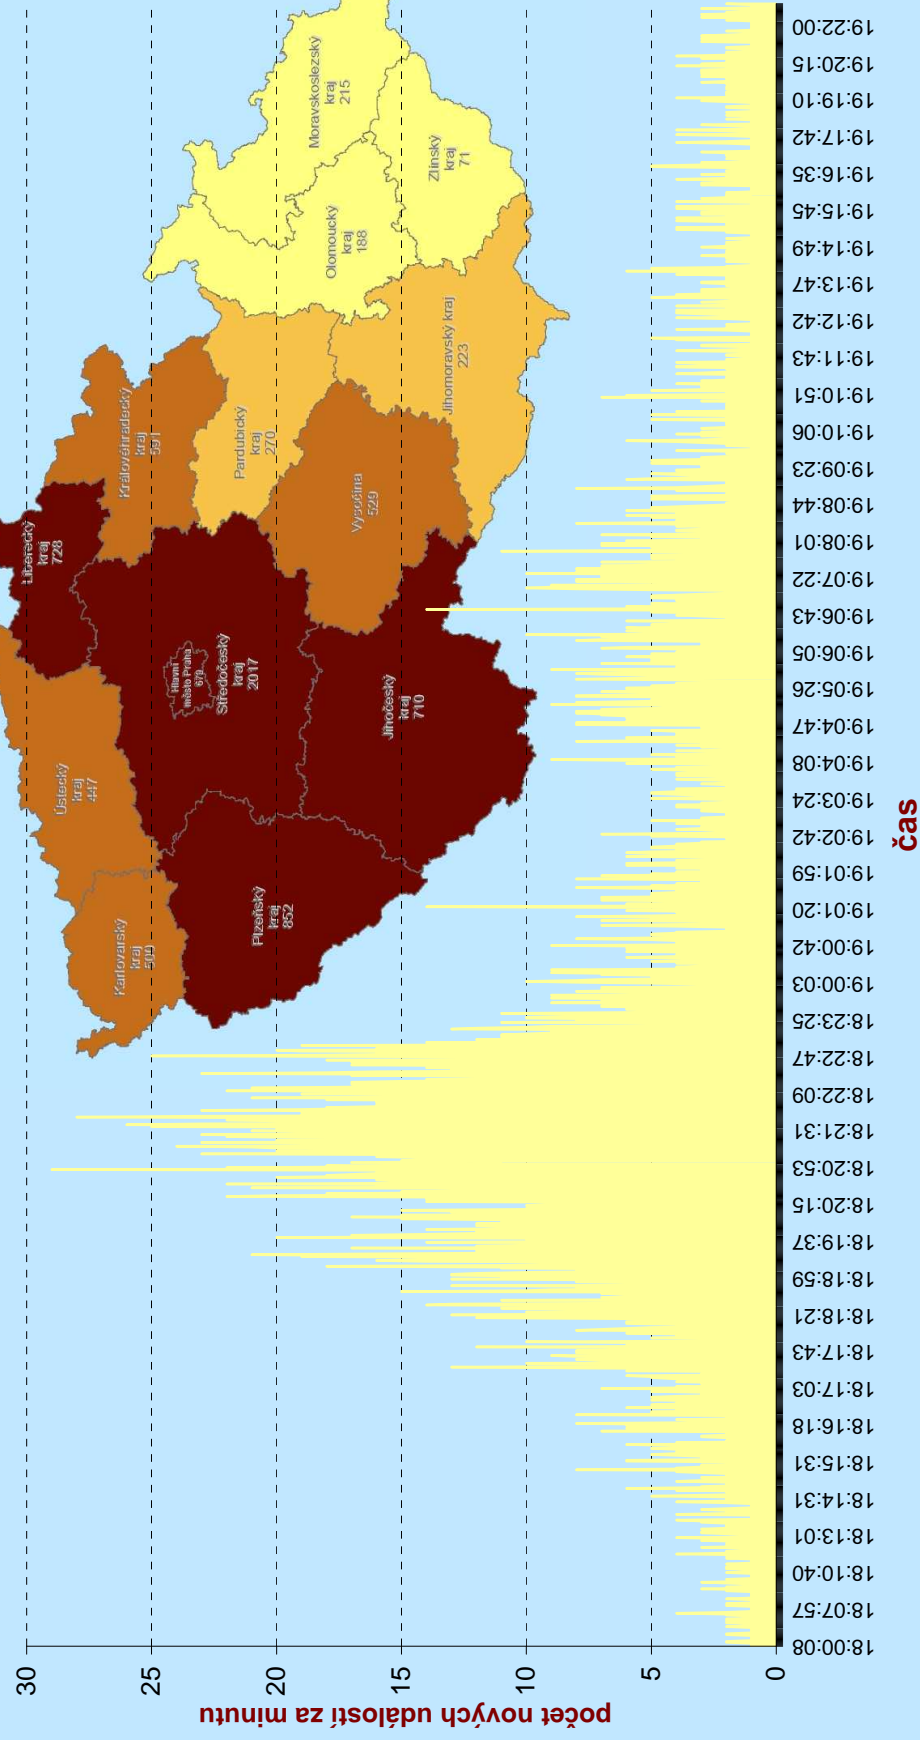 30
25
20
15
10
5
0
počet nových událostí za minutu
Karlovarský
kraj
500
Ústecký
kraj
447
Liberecký
kraj
728
Královéhradecký
kraj
591
Plzeňský
kraj
852
Hlavní
město Praha
679
Středočeský
kraj
2017
Jihočeský
kraj
710
Pardubický
kraj
270
Vysočina
529
Jihomoravský kraj
223
Olomoucký
kraj
188
Moravskoslezský
kraj
215
Zlínský
kraj
71
18:00:08
18:07:57
18:10:40
18:13:01
18:14:31
18:15:31
18:16:18
18:17:03
18:17:43
18:18:21
18:18:59
18:19:37
18:20:15
18:20:53
18:21:31
18:22:09
18:22:47
18:23:25
19:00:03
19:00:42
19:01:20
19:01:59
19:02:42
19:03:24
19:04:08
19:04:47
19:05:26
19:06:05
19:06:43
19:07:22
19:08:01
19:08:44
19:09:23
19:10:06
19:10:51
19:11:43
19:12:42
19:13:47
19:14:49
19:15:45
19:16:35
19:17:42
19:19:10
19:20:15
19:22:00
čas